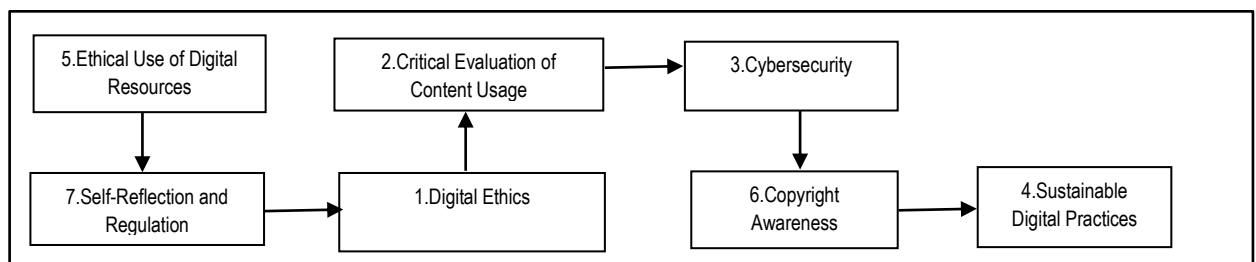 5.Ethical Use of Digital
Resources
2.Critical Evaluation of
Content Usage
3.Cybersecurity
7.Self-Reflection and
Regulation
1.Digital Ethics
6.Copyright
Awareness
4.Sustainable
Digital Practices